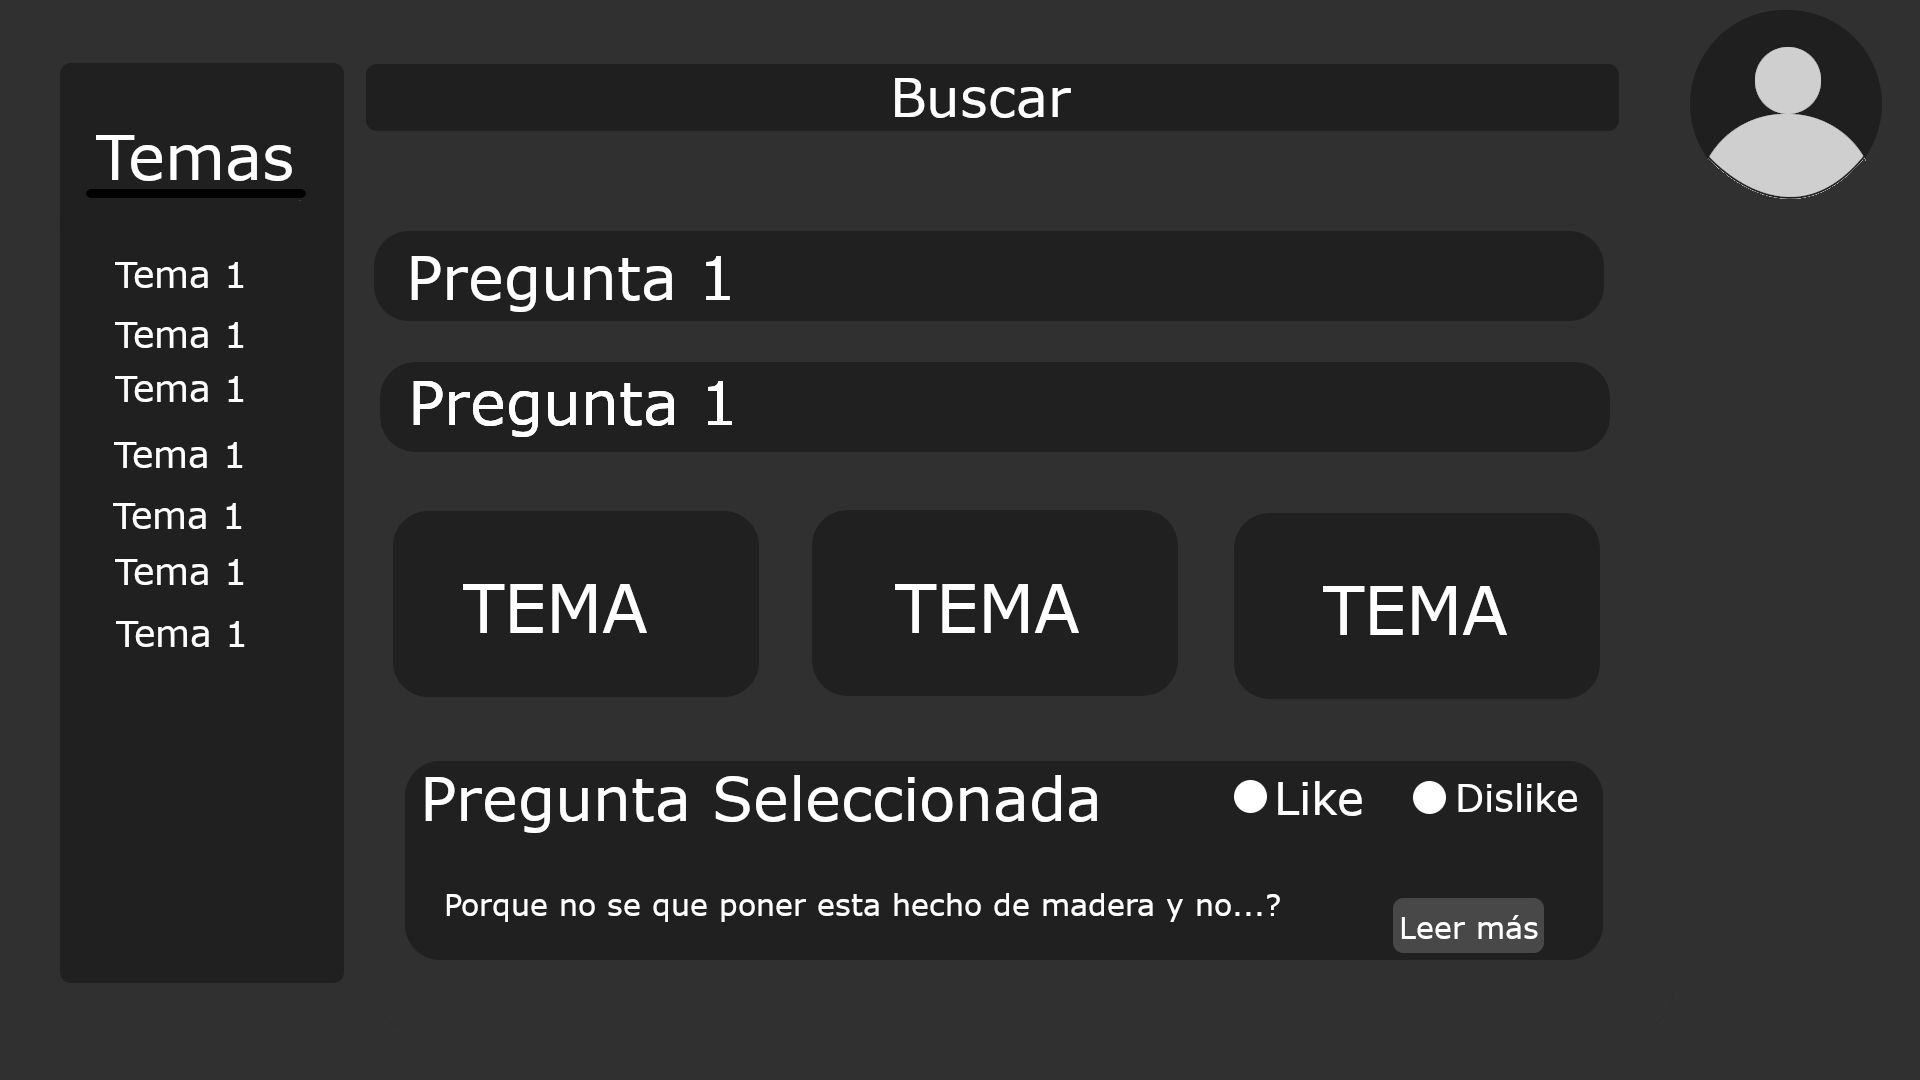 Buscar
Temas
Tema 1
Tema 1
Tema 1
Tema 1
Tema 1
Tema 1
Tema 1
Pregunta 1
Pregunta 1
TEMA
TEMA
TEMA
Pregunta Seleccionada
Like
Dislike
Porque no se que poner esta hecho de madera y no...?
Leer más